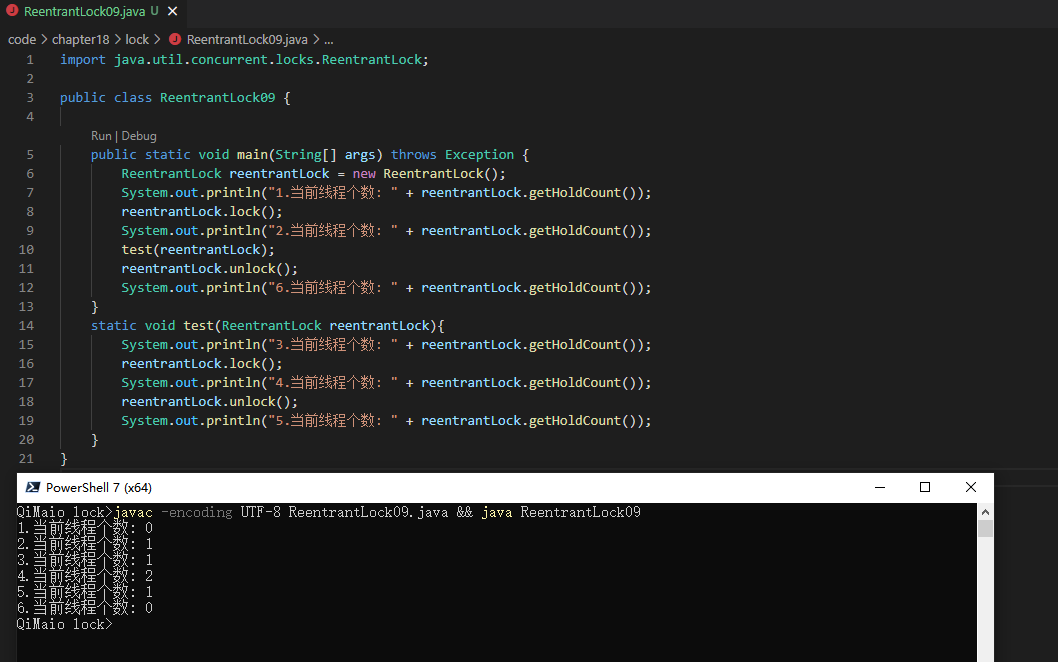 ReentrantLock09.java U ×
code > chapter18 > lock > ReentrantLock09.java > ...
1 import java.util.concurrent.locks.ReentrantLock;
2
3 public class ReentrantLock09 {
4
Run | Debug
5 public static void main(String[] args) throws Exception {
6 ReentrantLock reentrantLock = new ReentrantLock();
7 System.out.println("1.当前线程个数: " + reentrantLock.getHoldCount());
8 reentrantLock.lock();
9 System.out.println("2.当前线程个数: " + reentrantLock.getHoldCount());
10 test(reentrantLock);
11 reentrantLock.unlock();
12 System.out.println("6.当前线程个数: " + reentrantLock.getHoldCount());
13 }
14 static void test(ReentrantLock reentrantLock){
15 System.out.println("3.当前线程个数: " + reentrantLock.getHoldCount());
16 reentrantLock.lock();
17 System.out.println("4.当前线程个数: " + reentrantLock.getHoldCount());
18 reentrantLock.unlock();
19 System.out.println("5.当前线程个数: " + reentrantLock.getHoldCount());
20 }
21 }
PowerShell 7 (x64)
QiMaio lock>javac -encoding UTF-8 ReentrantLock09.java && java ReentrantLock09
1.当前线程个数: 0
2.当前线程个数: 1
3.当前线程个数: 1
4.当前线程个数: 2
5.当前线程个数: 1
6.当前线程个数: 0
QiMaio lock>